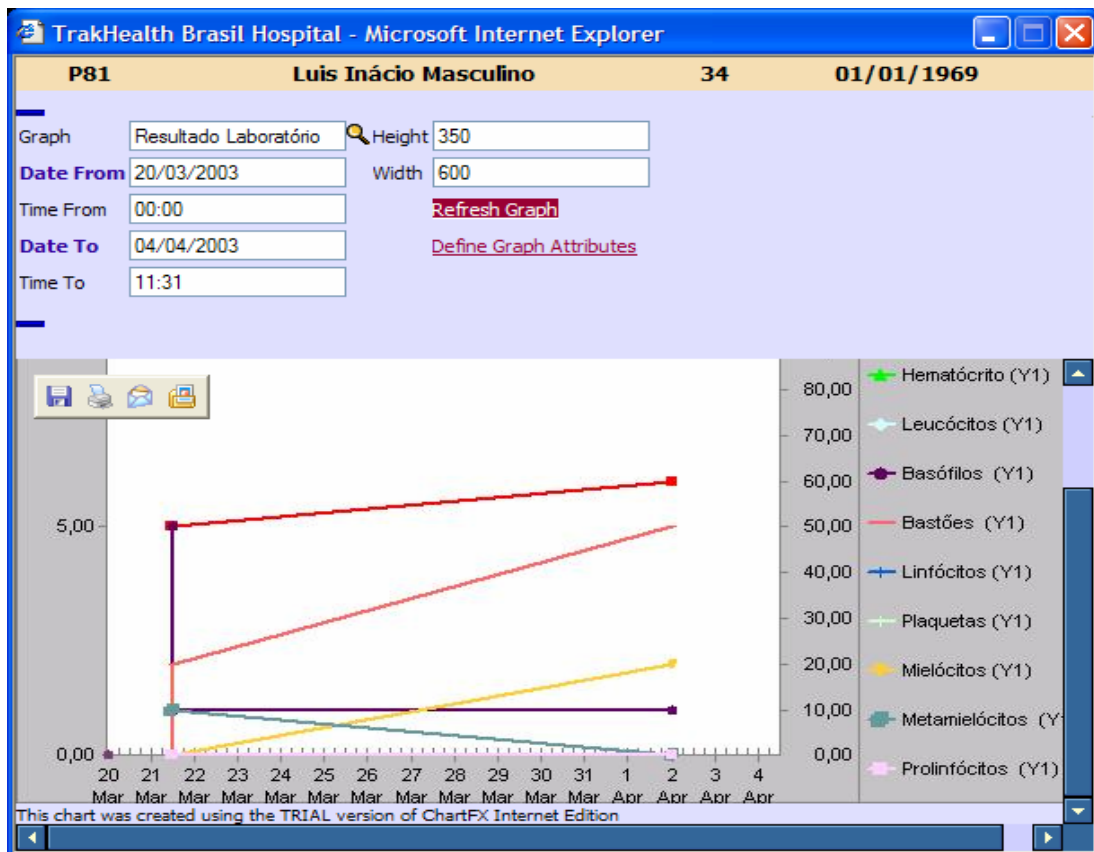 TrakHealth Brasil Hospital - Microsoft Internet Explorer
P81 Luis Inácio Masculino 34 01/01/1969
Graph Resultado Laboratório Height 350
Date From 20/03/2003 Width 600
Time From 00:00 Refresh Graph
Date To 04/04/2003 Define Graph Attributes
Time To 11:31
5,00
0,00
80,00
70,00
60,00
50,00
40,00
30,00
20,00
10,00
0,00
Hematócrito (Y1)
Leucócitos (Y1)
Basófilos (Y1)
Bastões (Y1)
Linfócitos (Y1)
Plaquetas (Y1)
Mielócitos (Y1)
Metamielócitos (Y
Prolinfócitos (Y1)
20 21 22 23 24 25 26 27 28 29 30 31 1 2 3 4
Mar Mar Mar Mar Mar Mar Mar Mar Mar Mar Mar Mar Apr Apr Apr Apr
This chart was created using the TRIAL version of ChartFX Internet Edition